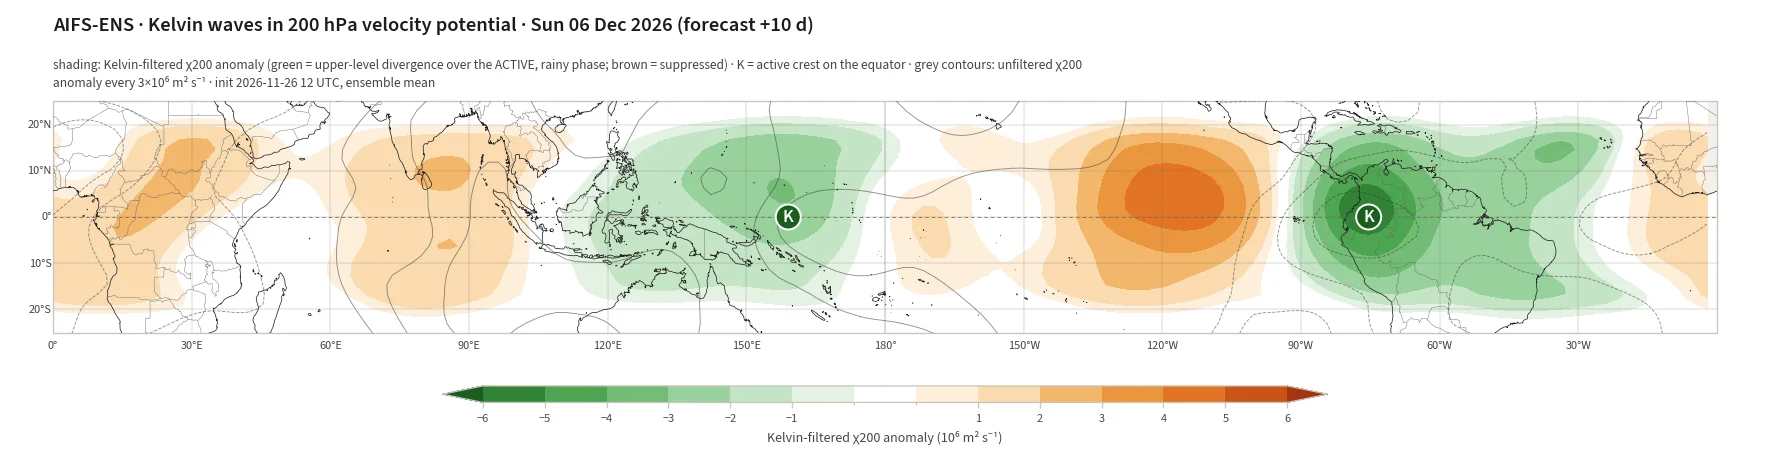 AIFS-ENS · Kelvin waves in 200 hPa velocity potential · Sun 06 Dec 2026 (forecast +10 d)
shading: Kelvin-filtered χ200 anomaly (green = upper-level divergence over the ACTIVE, rainy phase; brown = suppressed) · K = active crest on the equator · grey contours: unfiltered χ200
anomaly every 3×10⁶ m² s⁻¹ · init 2026-11-26 12 UTC, ensemble mean
20°N
10°N
0°
10°S
20°S
K
K
0° 30°E 60°E 90°E 120°E 150°E 180° 150°W 120°W 90°W 60°W 30°W
−6 −5 −4 −3 −2 −1 1 2 3 4 5 6
Kelvin-filtered χ200 anomaly (10⁶ m² s⁻¹)